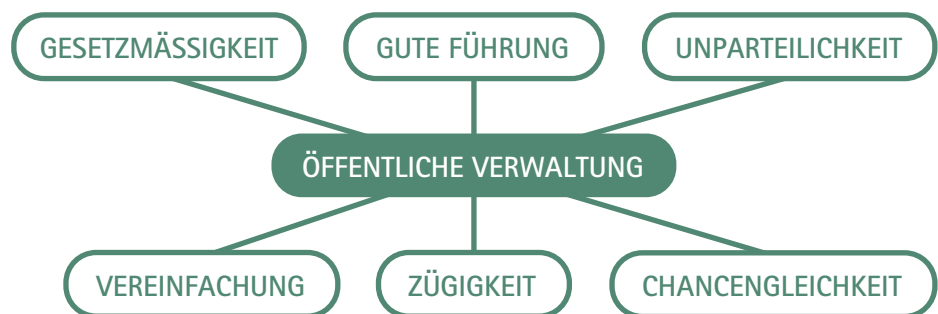 GESETZMÄSSIGKEIT
GUTE FÜHRUNG
UNPARTEILICHKEIT
ÖFFENTLICHE VERWALTUNG
VEREINFACHUNG
ZÜGIGKEIT
CHANCENGLEICHKEIT